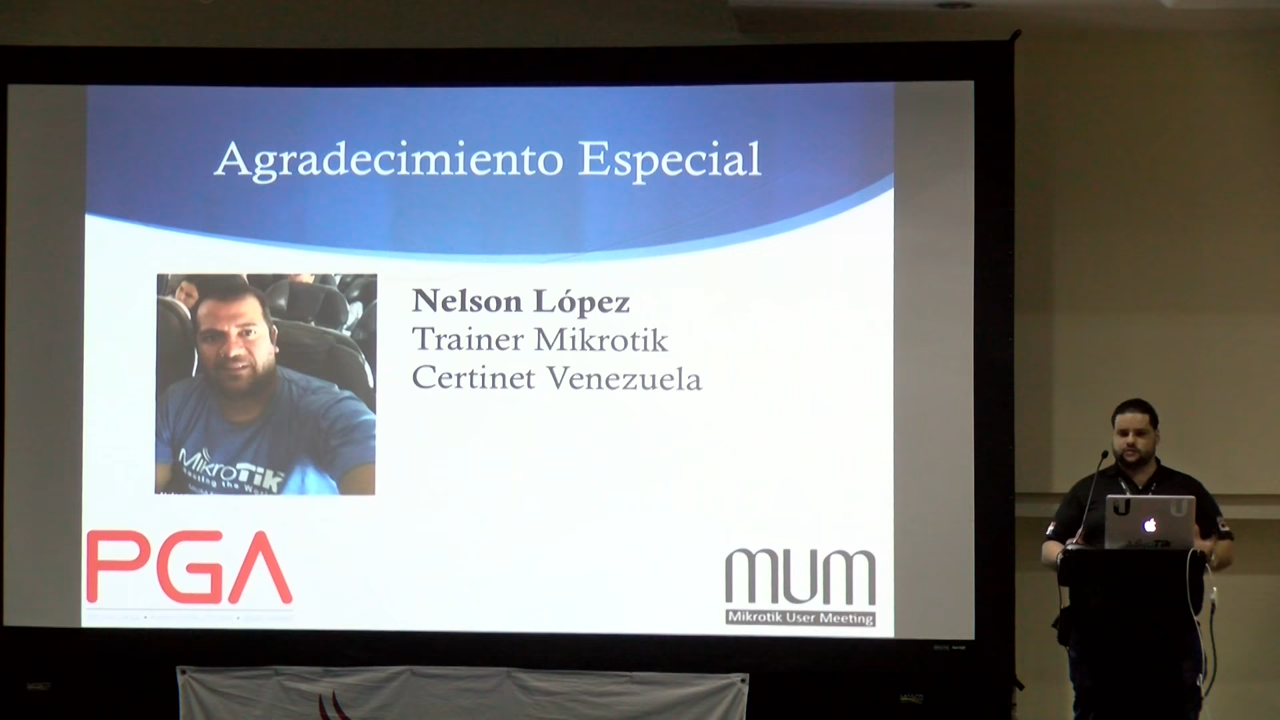 Agradecimiento Especial
Nelson López
Trainer Mikrotik
Certinet Venezuela
MikroTik
PGA
MUM
Mikrotik User Meeting